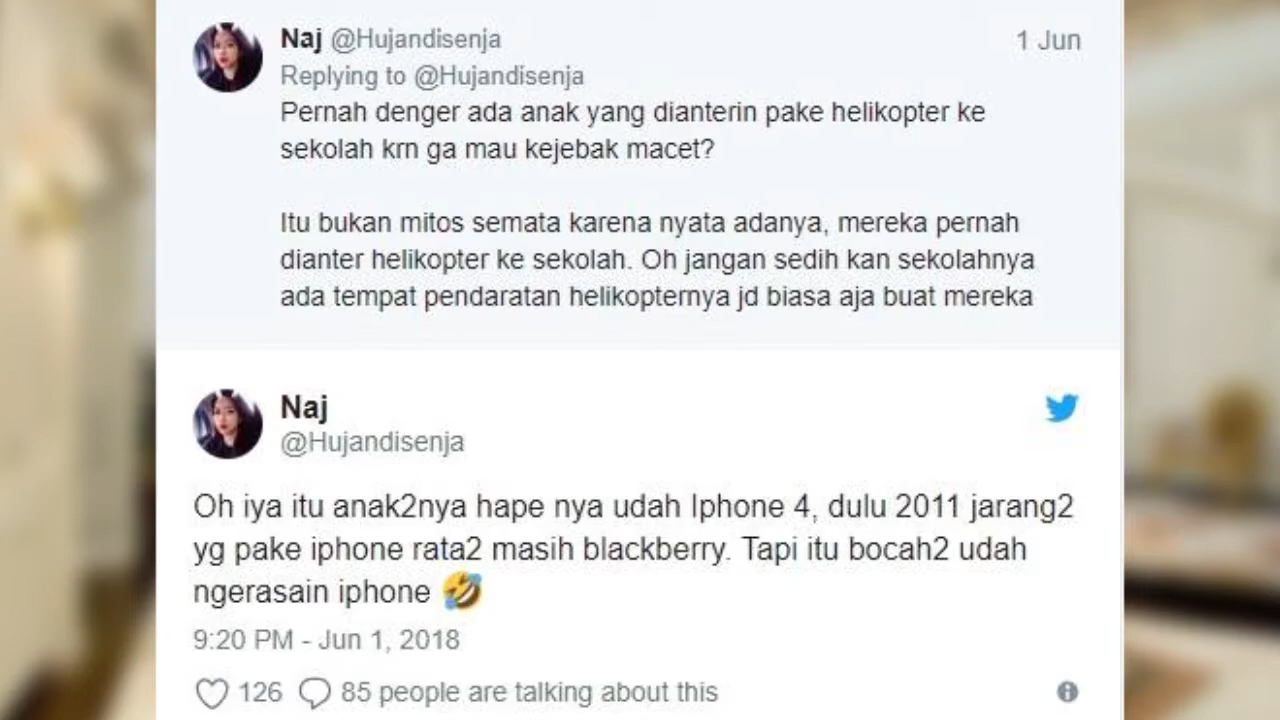 Naj @Hujandisenja 1 Jun
Replying to @Hujandisenja
Pernah denger ada anak yang dianterin pake helikopter ke
sekolah krn ga mau kejebak macet?
Itu bukan mitos semata karena nyata adanya, mereka pernah
dianter helikopter ke sekolah. Oh jangan sedih kan sekolahnya
ada tempat pendaratan helikopternya jd biasa aja buat mereka
Naj
@Hujandisenja
Oh iya itu anak2nya hape nya udah Iphone 4, dulu 2011 jarang2
yg pake iphone rata2 masih blackberry. Tapi itu bocah2 udah
ngerasain iphone 🤣
9:20 PM - Jun 1, 2018
126 85 people are talking about this